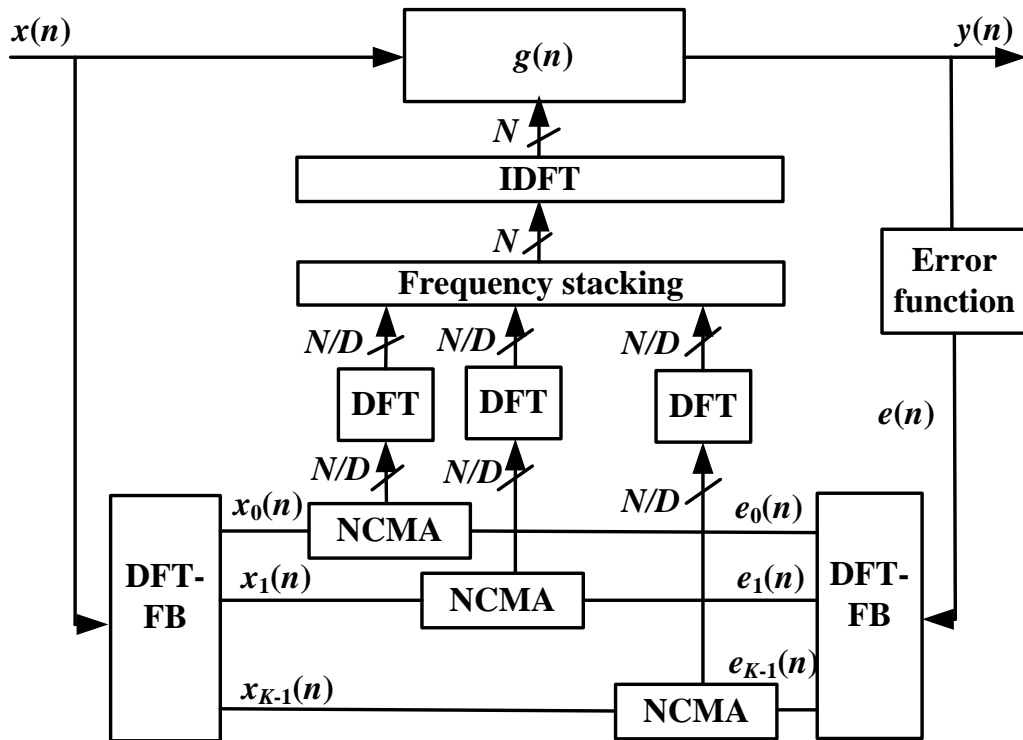 x(n)
g(n)
y(n)
N
IDFT
N
Frequency stacking
Error
function
N/D
N/D
N/D
DFT
DFT
DFT
e(n)
N/D
N/D
N/D
DFT-
FB
x0(n)
NCMA
e0(n)
x1(n)
NCMA
e1(n)
xK-1(n)
NCMA
eK-1(n)
DFT-
FB